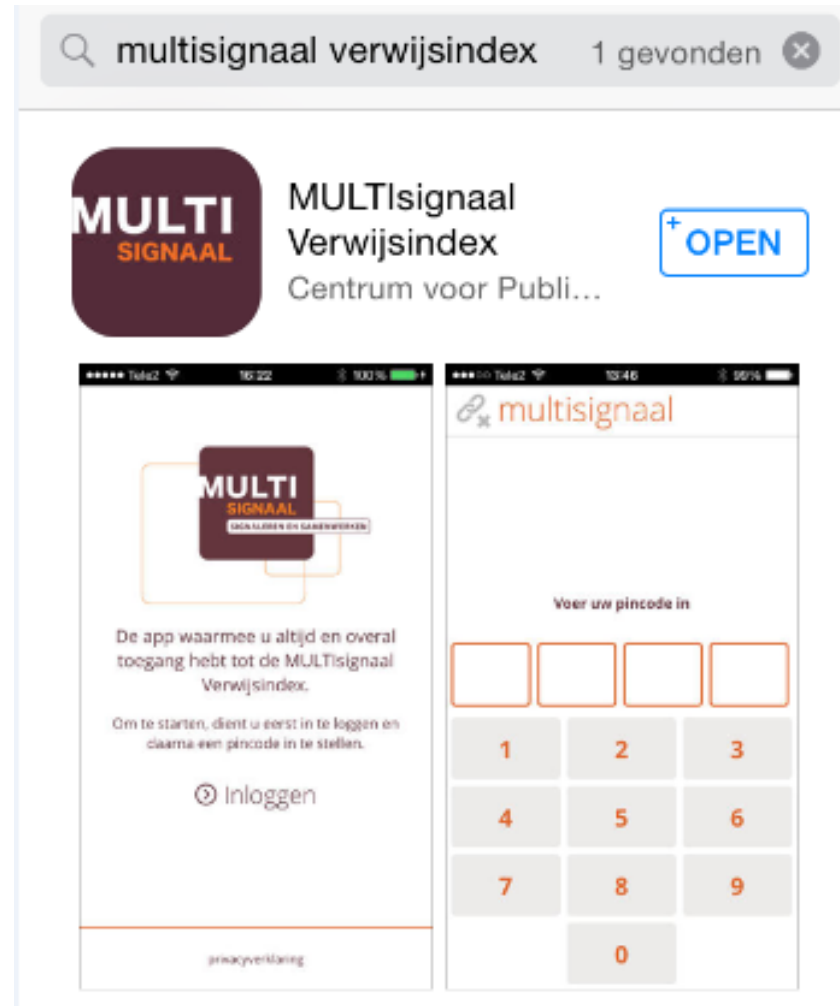 multisignaal verwijsindex 1 gevonden
MULTI
SIGNAAL
MULTIsignaal
Verwijsindex
Centrum voor Publi...
+OPEN
Tele2 16:22 100%
MULTI
SIGNAAL
SIGNALEREN EN SAMENWERKEN
De app waarmee u altijd en overal
toegang hebt tot de MULTIsignaal
Verwijsindex.
Om te starten, dient u eerst in te loggen en
daarna een pincode in te stellen.
Inloggen
privacyverklaring
Tele2 13:46 99%
multisignaal
Voer uw pincode in
1 2 3
4 5 6
7 8 9
0